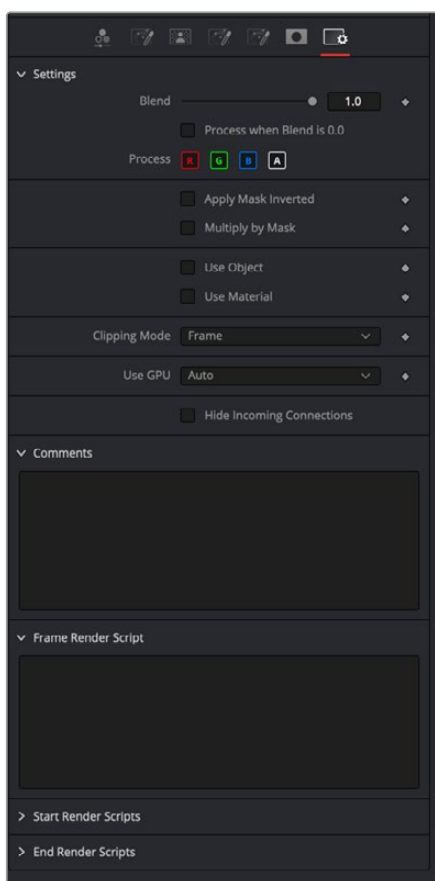 Settings
Blend 1.0
Process when Blend is 0.0
Process R G B A
Apply Mask Inverted
Multiply by Mask
Use Object
Use Material
Clipping Mode Frame
Use GPU Auto
Hide Incoming Connections
Comments
Frame Render Script
Start Render Scripts
End Render Scripts